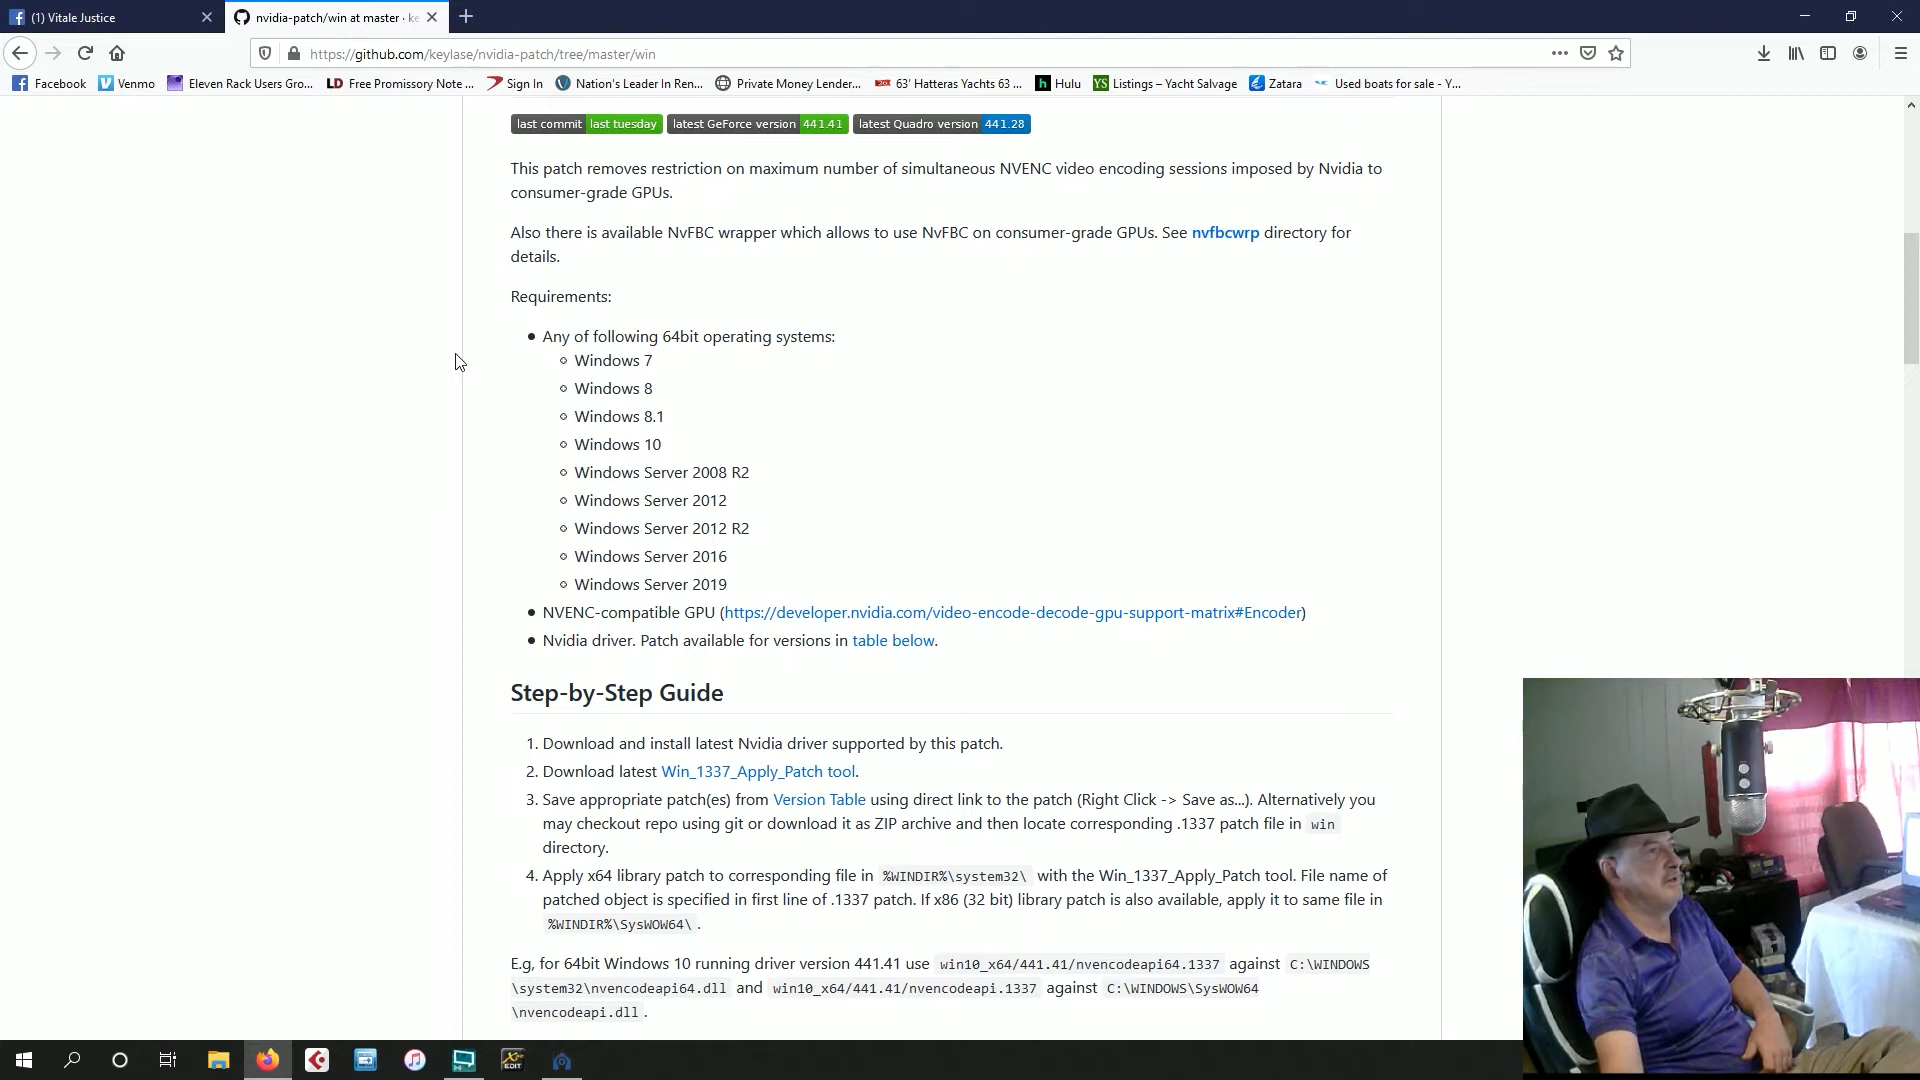 (1) Vitale Justice
nvidia-patch/win at master · ke
https://github.com/keylase/nvidia-patch/tree/master/win
Facebook Venmo Eleven Rack Users Gro... LD Free Promissory Note ... Sign In Nation's Leader In Ren... Private Money Lender... 63' Hatteras Yachts 63 ... h Hulu YS Listings – Yacht Salvage Zatara Used boats for sale - Y...
last commit last tuesday latest GeForce version 441.41 latest Quadro version 441.28
This patch removes restriction on maximum number of simultaneous NVENC video encoding sessions imposed by Nvidia to
consumer-grade GPUs.
Also there is available NvFBC wrapper which allows to use NvFBC on consumer-grade GPUs. See nvfbcwrp directory for
details.
Requirements:
Any of following 64bit operating systems:
Windows 7
Windows 8
Windows 8.1
Windows 10
Windows Server 2008 R2
Windows Server 2012
Windows Server 2012 R2
Windows Server 2016
Windows Server 2019
NVENC-compatible GPU (https://developer.nvidia.com/video-encode-decode-gpu-support-matrix#Encoder)
Nvidia driver. Patch available for versions in table below.
Step-by-Step Guide
1. Download and install latest Nvidia driver supported by this patch.
2. Download latest Win_1337_Apply_Patch tool.
3. Save appropriate patch(es) from Version Table using direct link to the patch (Right Click -> Save as...). Alternatively you
may checkout repo using git or download it as ZIP archive and then locate corresponding .1337 patch file in win
directory.
4. Apply x64 library patch to corresponding file in %WINDIR%\system32\ with the Win_1337_Apply_Patch tool. File name of
patched object is specified in first line of .1337 patch. If x86 (32 bit) library patch is also available, apply it to same file in
%WINDIR%\SysWOW64\ .
E.g, for 64bit Windows 10 running driver version 441.41 use win10_x64/441.41/nvencodeapi64.1337 against C:\WINDOWS
\system32\nvencodeapi64.dll and win10_x64/441.41/nvencodeapi.1337 against C:\WINDOWS\SysWOW64
\nvencodeapi.dll .
EDIT